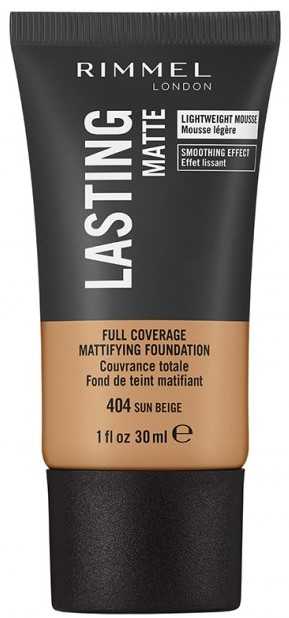 RIMMEL
LONDON
LASTING
MATTE
LIGHTWEIGHT MOUSSE
Mousse légère
SMOOTHING EFFECT
Effet lissant
FULL COVERAGE
MATTIFYING FOUNDATION
Couvrance totale
Fond de teint matifiant
404 SUN BEIGE
1 fl oz 30 ml ℮